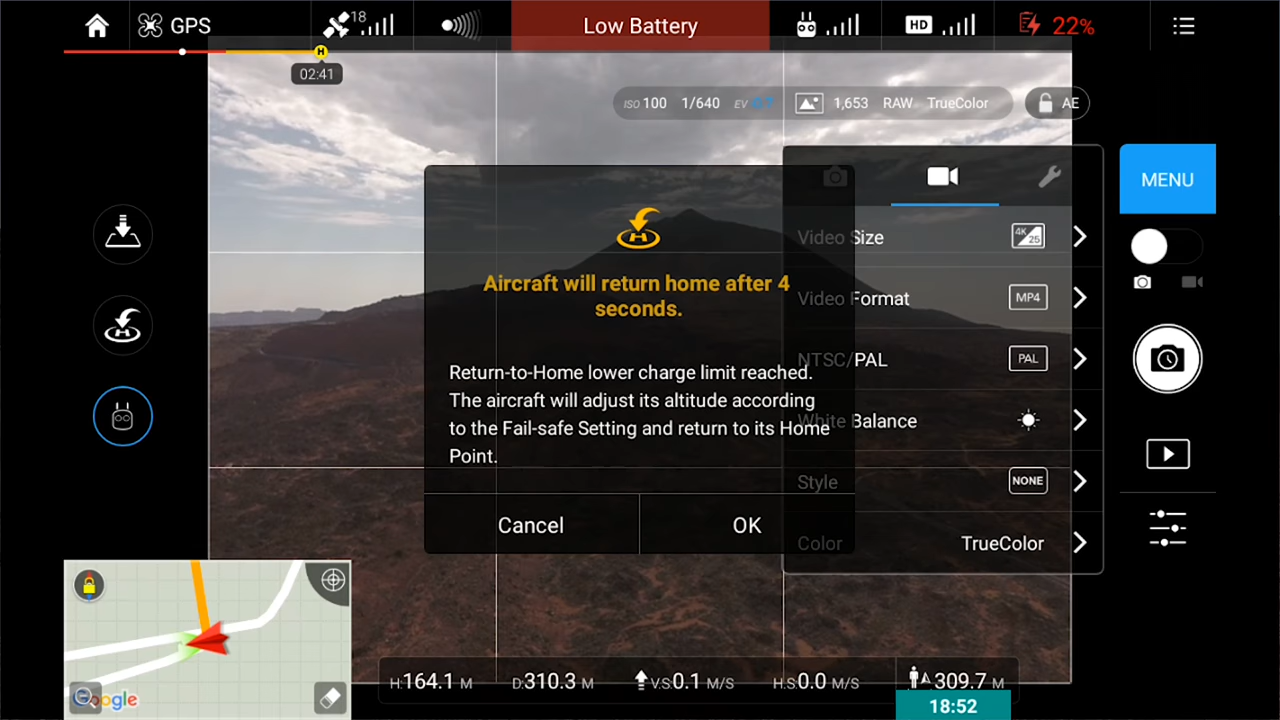 GPS
18
Low Battery
HD
22%
H
02:41
ISO 100 1/640 EV
1,653 RAW TrueColor
AE
MENU
Aircraft will return home after 4
seconds.
Return-to-Home lower charge limit reached.
The aircraft will adjust its altitude according
to the Fail-safe Setting and return to its Home
Point.
Cancel OK
Video Size 4K 25
Video Format MP4
NTSC/PAL PAL
White Balance
Style NONE
Color TrueColor
Google
H:164.1 M D:310.3 M V.S:0.1 M/S H.S:0.0 M/S 309.7 M
18:52